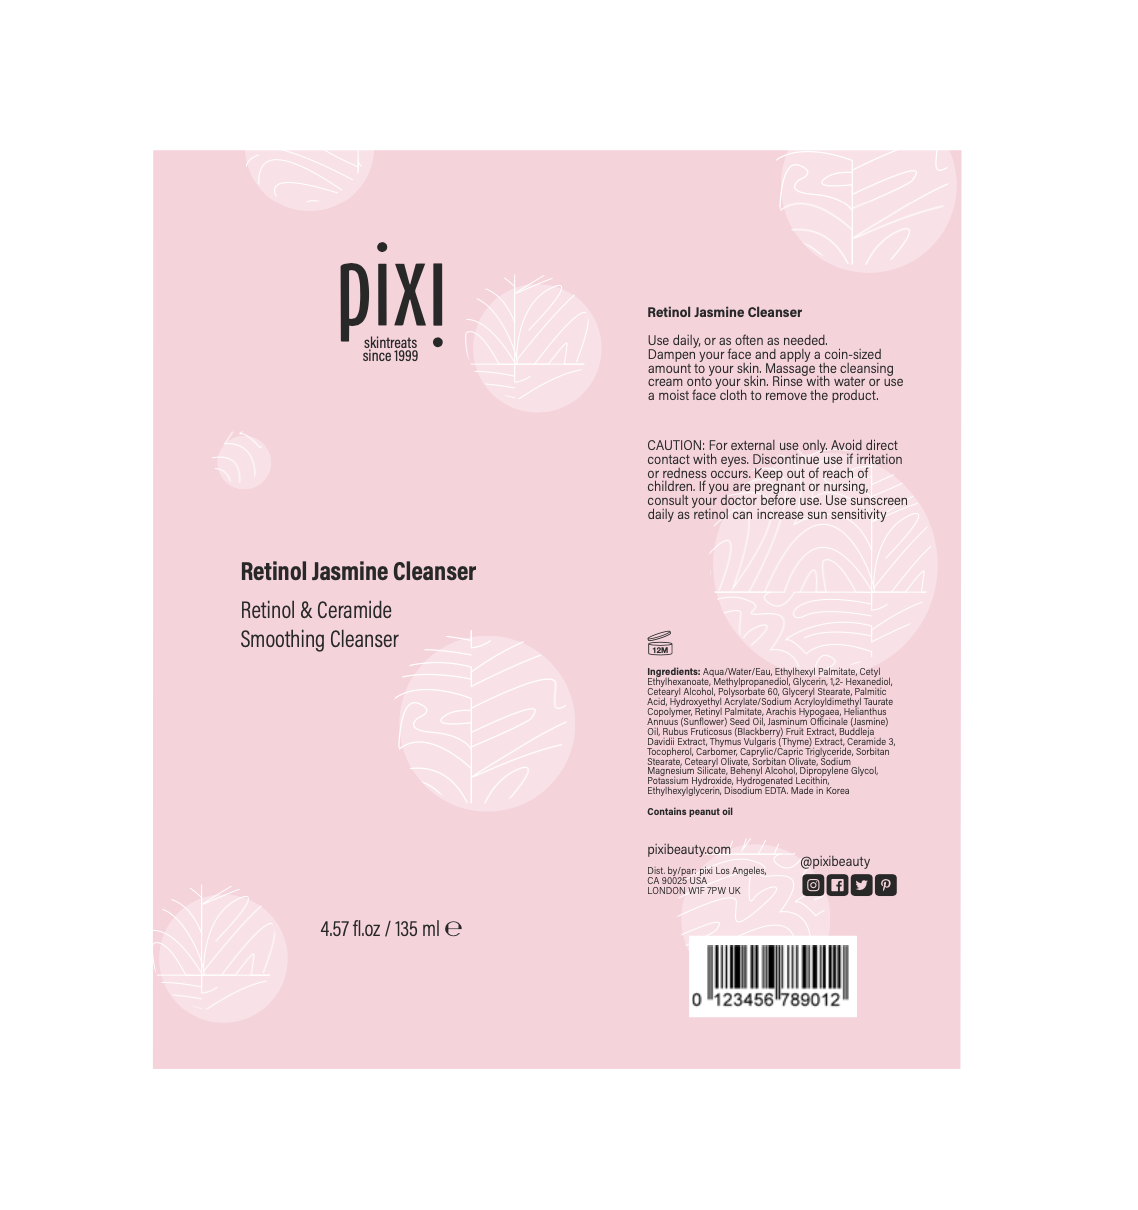 pixi
skintreats
since 1999
Retinol Jasmine Cleanser
Retinol & Ceramide
Smoothing Cleanser
4.57 fl.oz / 135 ml ℮
Retinol Jasmine Cleanser
Use daily, or as often as needed.
Dampen your face and apply a coin-sized
amount to your skin. Massage the cleansing
cream onto your skin. Rinse with water or use
a moist face cloth to remove the product.
CAUTION: For external use only. Avoid direct
contact with eyes. Discontinue use if irritation
or redness occurs. Keep out of reach of
children. If you are pregnant or nursing,
consult your doctor before use. Use sunscreen
daily as retinol can increase sun sensitivity
12M
Ingredients: Aqua/Water/Eau, Ethylhexyl Palmitate, Cetyl
Ethylhexanoate, Methylpropanediol, Glycerin, 1,2- Hexanediol,
Cetearyl Alcohol, Polysorbate 60, Glyceryl Stearate, Palmitic
Acid, Hydroxyethyl Acrylate/Sodium Acryloyldimethyl Taurate
Copolymer, Retinyl Palmitate, Arachis Hypogaea, Helianthus
Annuus (Sunflower) Seed Oil, Jasminum Officinale (Jasmine)
Oil, Rubus Fruticosus (Blackberry) Fruit Extract, Buddleja
Davidii Extract, Thymus Vulgaris (Thyme) Extract, Ceramide 3,
Tocopherol, Carbomer, Caprylic/Capric Triglyceride, Sorbitan
Stearate, Cetearyl Olivate, Sorbitan Olivate, Sodium
Magnesium Silicate, Behenyl Alcohol, Dipropylene Glycol,
Potassium Hydroxide, Hydrogenated Lecithin,
Ethylhexylglycerin, Disodium EDTA. Made in Korea
Contains peanut oil
pixibeauty.com
Dist. by/par: pixi Los Angeles,
CA 90025 USA
LONDON W1F 7PW UK
@pixibeauty
0 123456 789012